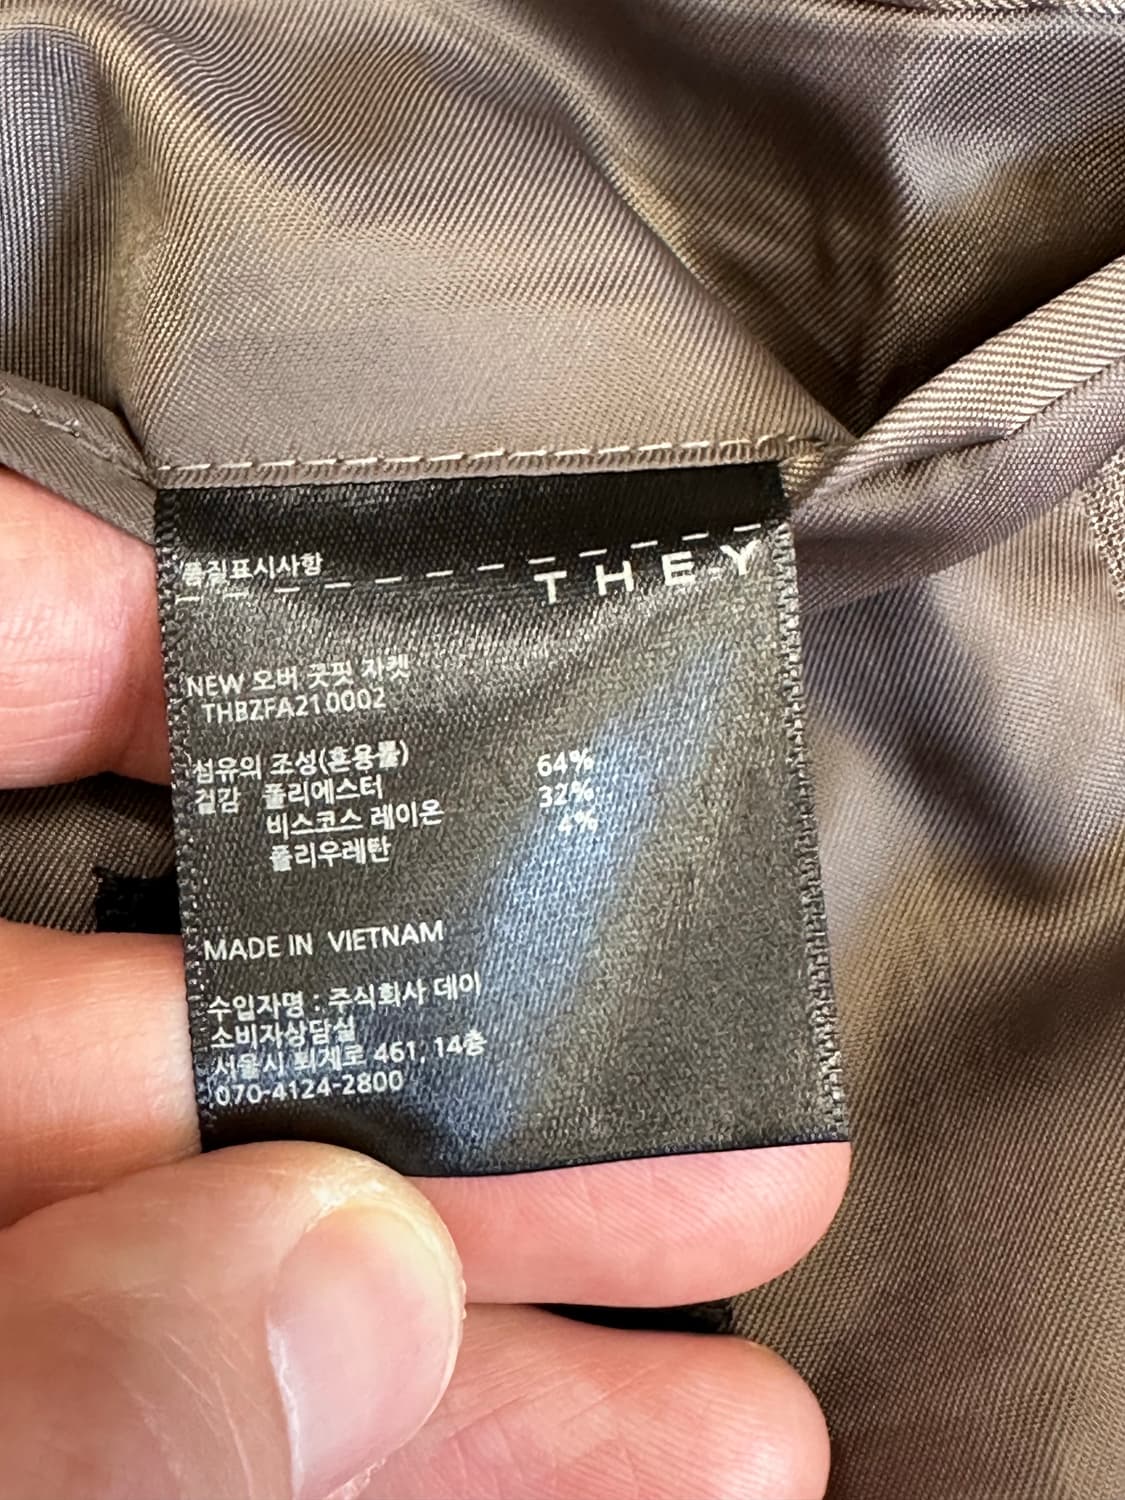 품질표시사항
THEY
NEW 오버 굿핏 자켓
THBZFA210002
섬유의 조성(혼용률)
겉감 폴리에스터 64%
비스코스 레이온 32%
폴리우레탄 4%
MADE IN VIETNAM
수입자명 : 주식회사 데이
소비자상담실
서울시 퇴계로 461, 14층
070-4124-2800